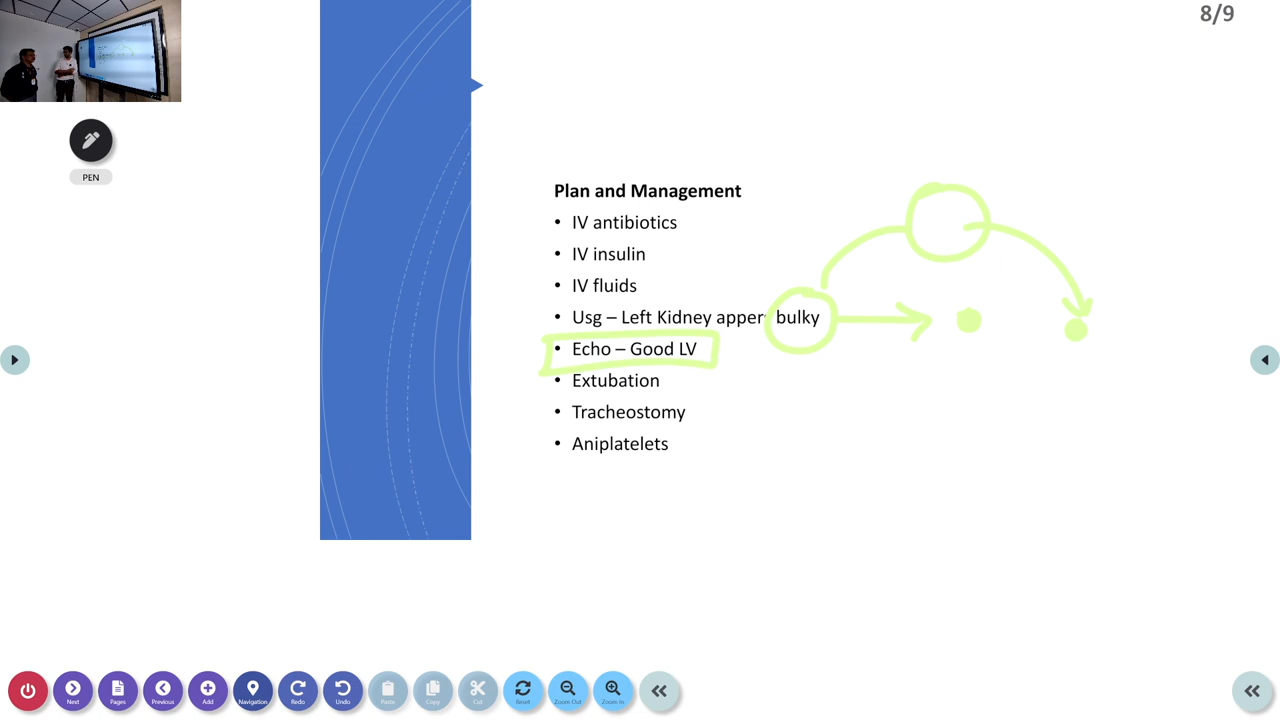 8/9
PEN
Plan and Management
• IV antibiotics
• IV insulin
• IV fluids
• Usg – Left Kidney apper bulky
• Echo – Good LV
• Extubation
• Tracheostomy
• Aniplatelets
Next Pages Previous Add Navigation Redo Undo Paste Copy Cut Reset Zoom Out Zoom In